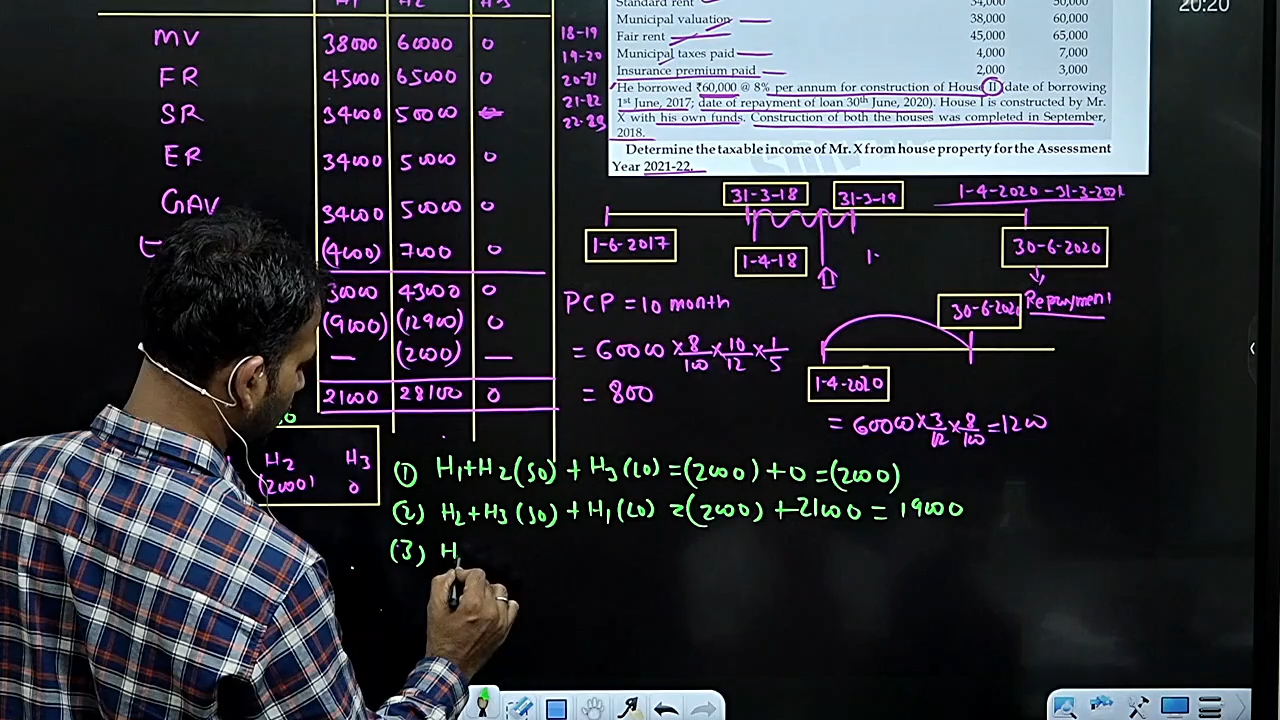 20:20
H1 H2 H3
Standard rent 34,000 50,000
Municipal valuation 38,000 60,000
Fair rent 45,000 65,000
Municipal taxes paid 4,000 7,000
Insurance premium paid 2,000 3,000
He borrowed ₹60,000 @ 8% per annum for construction of House II (date of borrowing
1st June, 2017; date of repayment of loan 30th June, 2020). House I is constructed by Mr.
X with his own funds. Construction of both the houses was completed in September,
2018.
Determine the taxable income of Mr. X from house property for the Assessment
Year 2021-22.
MV 38000 60000 0
FR 45000 65000 0
SR 34000 50000
ER 34000 50000 0
GAV 34000 50000 0
(4000) 7000 0
30000 43000 0
(9000) (12900) 0
— (2000) —
21000 28100 0
18-19
19-20
20-21
21-22
22-23
31-3-18 31-3-19 1-4-2020 - 31-3-2021
1-6-2017 1-4-18 1- 30-6-2020
Repayment
PCP = 10 month
= 60000 × 8/100 × 10/12 × 1/5
= 800
30-6-2020
1-4-2020
= 60000 × 3/12 × 8/100 = 1200
H2 H3
(2000) 0
(1) H1+H2 (SO) + H3 (LO) = (2000) + 0 = (2000)
(2) H2+H3 (SO) + H1 (LO) = (2000) + 21000 = 19000
(3) H